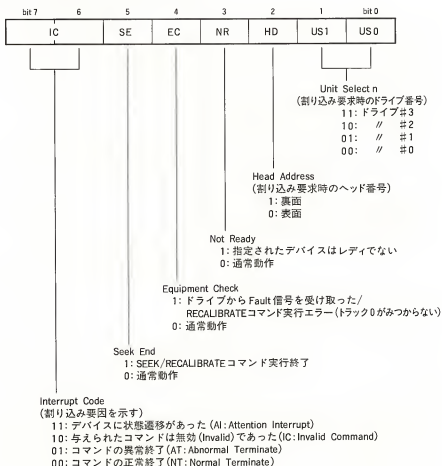 bit 7 6 5 4 3 2 1 bit 0
IC SE EC NR HD US1 US0
Unit Select n
(割り込み要求時のドライブ番号)
11: ドライブ#3
10: 〃 #2
01: 〃 #1
00: 〃 #0
Head Address
(割り込み要求時のヘッド番号)
1: 裏面
0: 表面
Not Ready
1: 指定されたデバイスはレディでない
0: 通常動作
Equipment Check
1: ドライブからFault信号を受け取った/
RECALIBRATEコマンド実行エラー(トラック0がみつからない)
0: 通常動作
Seek End
1: SEEK/RECALIBRATEコマンド実行終了
0: 通常動作
Interrupt Code
(割り込み要因を示す)
11: デバイスに状態遷移があった(AI: Attention Interrupt)
10: 与えられたコマンドは無効(Invalid)であった(IC: Invalid Command)
01: コマンドの異常終了(AT: Abnormal Terminate)
00: コマンドの正常終了(NT: Normal Terminate)